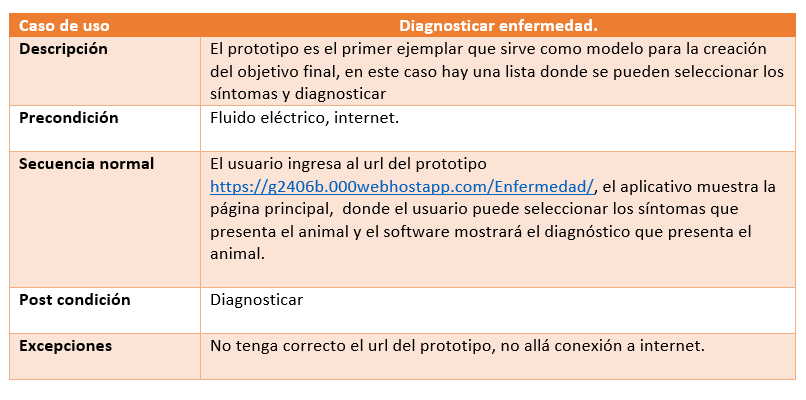 Caso de uso
Diagnosticar enfermedad.
Descripción
El prototipo es el primer ejemplar que sirve como modelo para la creación
del objetivo final, en este caso hay una lista donde se pueden seleccionar los
síntomas y diagnosticar
Precondición
Fluido eléctrico, internet.
Secuencia normal
El usuario ingresa al url del prototipo
https://g2406b.000webhostapp.com/Enfermedad/, el aplicativo muestra la
página principal,  donde el usuario puede seleccionar los síntomas que
presenta el animal y el software mostrará el diagnóstico que presenta el
animal.
Post condición
Diagnosticar
Excepciones
No tenga correcto el url del prototipo, no allá conexión a internet.